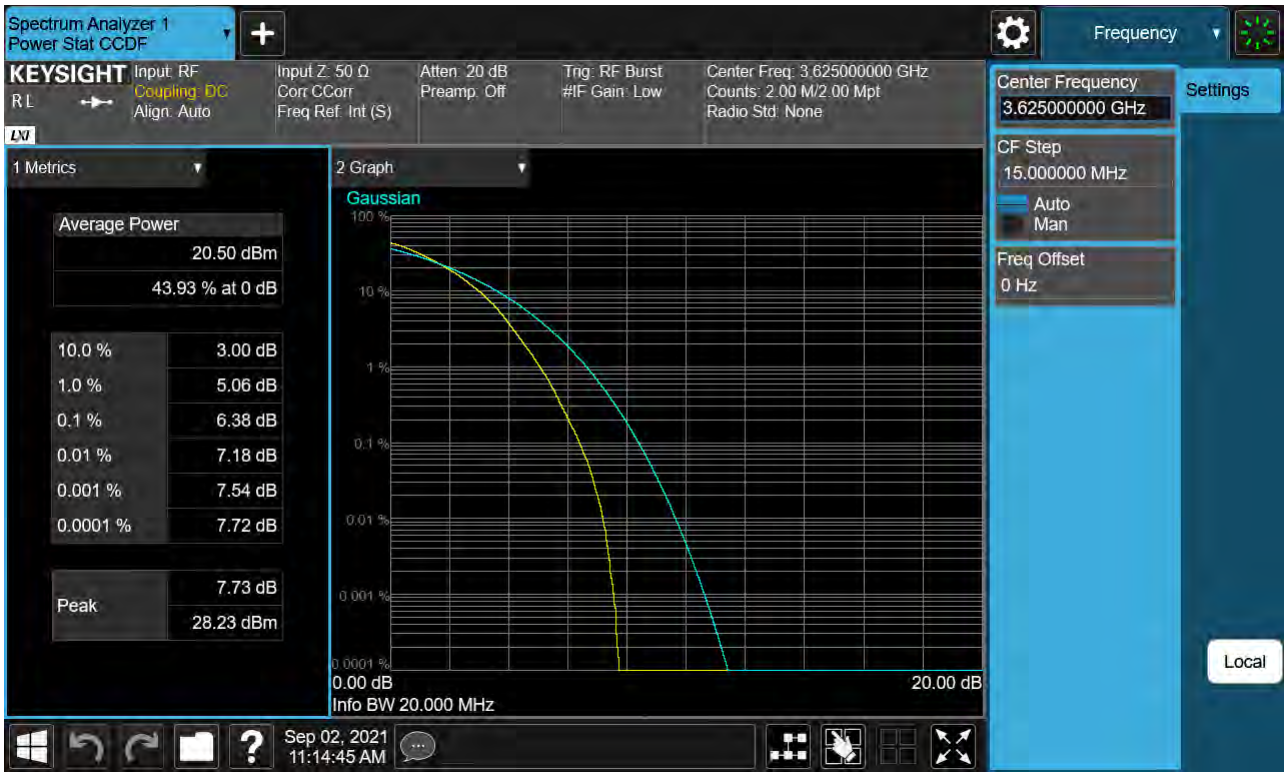 Spectrum Analyzer 1
Power Stat CCDF
Frequency
KEYSIGHT
R L
LXI
Input: RF
Coupling: DC
Align: Auto
Input Z: 50 Ω
Corr CCorr
Freq Ref: Int (S)
Atten: 20 dB
Preamp: Off
Trig: RF Burst
#IF Gain: Low
Center Freq: 3.625000000 GHz
Counts: 2.00 M/2.00 Mpt
Radio Std: None
Center Frequency
3.625000000 GHz
Settings
CF Step
15.000000 MHz
Auto
Man
Freq Offset
0 Hz
1 Metrics
Average Power
20.50 dBm
43.93 % at 0 dB
10.0 % 3.00 dB
1.0 % 5.06 dB
0.1 % 6.38 dB
0.01 % 7.18 dB
0.001 % 7.54 dB
0.0001 % 7.72 dB
Peak
7.73 dB
28.23 dBm
2 Graph
Gaussian
100 %
10 %
1 %
0.1 %
0.01 %
0.001 %
0.0001 %
0.00 dB 20.00 dB
Info BW 20.000 MHz
Local
?
Sep 02, 2021
11:14:45 AM